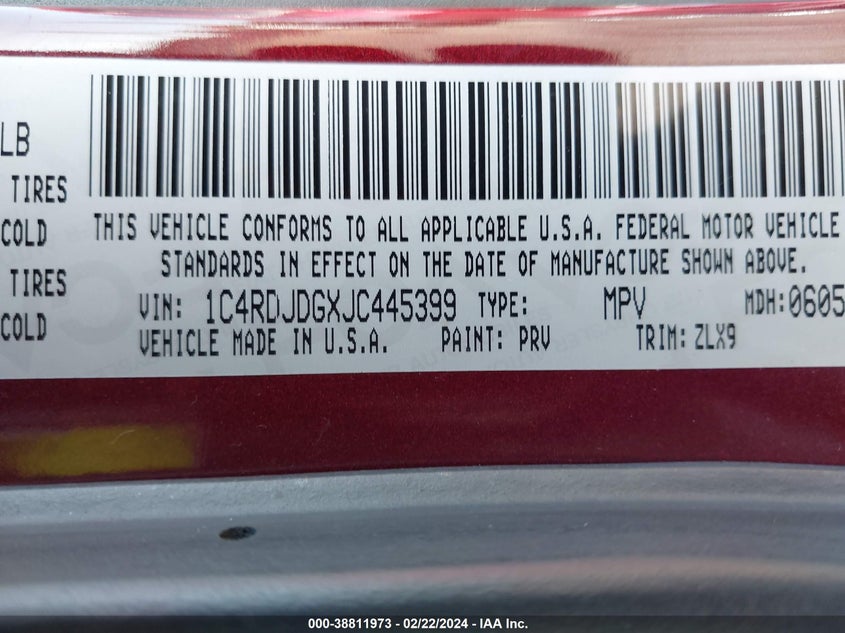 LB
TIRES
COLD
TIRES
COLD
THIS VEHICLE CONFORMS TO ALL APPLICABLE U.S.A. FEDERAL MOTOR VEHICLE
STANDARDS IN EFFECT ON THE DATE OF MANUFACTURE SHOWN ABOVE.
VIN: 1C4RDJDGXJC445399 TYPE: MPV MDH:0605
VEHICLE MADE IN U.S.A. PAINT: PRV TRIM: ZLX9
000-38811973 - 02/22/2024 - IAA Inc.